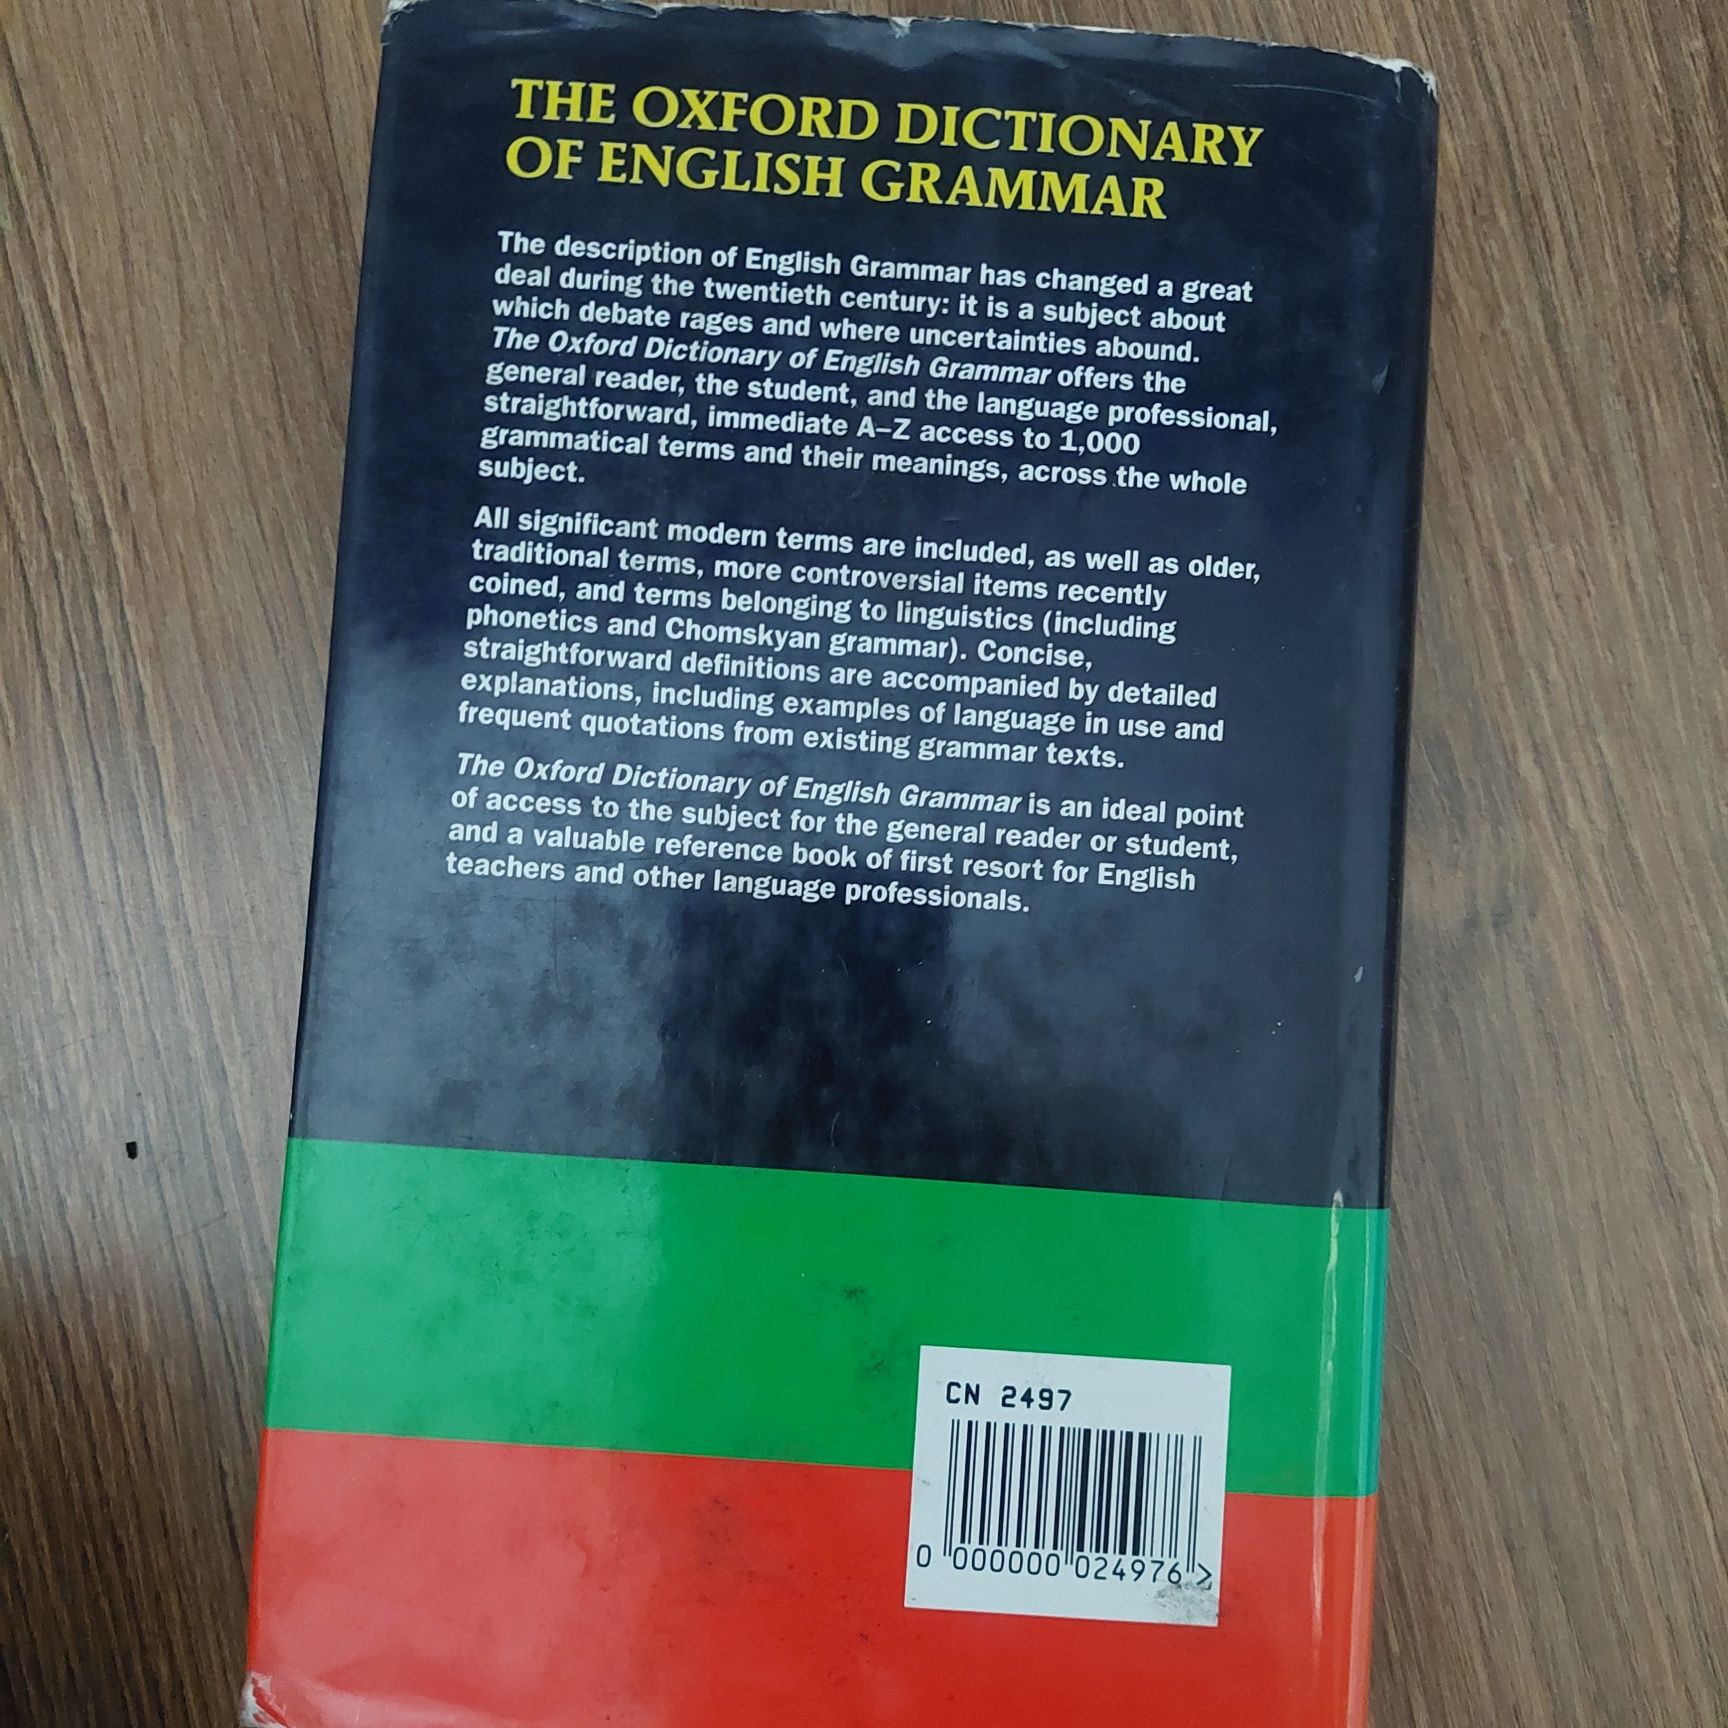 THE OXFORD DICTIONARY
OF ENGLISH GRAMMAR
The description of English Grammar has changed a great
deal during the twentieth century: it is a subject about
which debate rages and where uncertainties abound.
The Oxford Dictionary of English Grammar offers the
general reader, the student, and the language professional,
straightforward, immediate A–Z access to 1,000
grammatical terms and their meanings, across the whole
subject.
All significant modern terms are included, as well as older,
traditional terms, more controversial items recently
coined, and terms belonging to linguistics (including
phonetics and Chomskyan grammar). Concise,
straightforward definitions are accompanied by detailed
explanations, including examples of language in use and
frequent quotations from existing grammar texts.
The Oxford Dictionary of English Grammar is an ideal point
of access to the subject for the general reader or student,
and a valuable reference book of first resort for English
teachers and other language professionals.
CN 2497
0 000000 024976 >